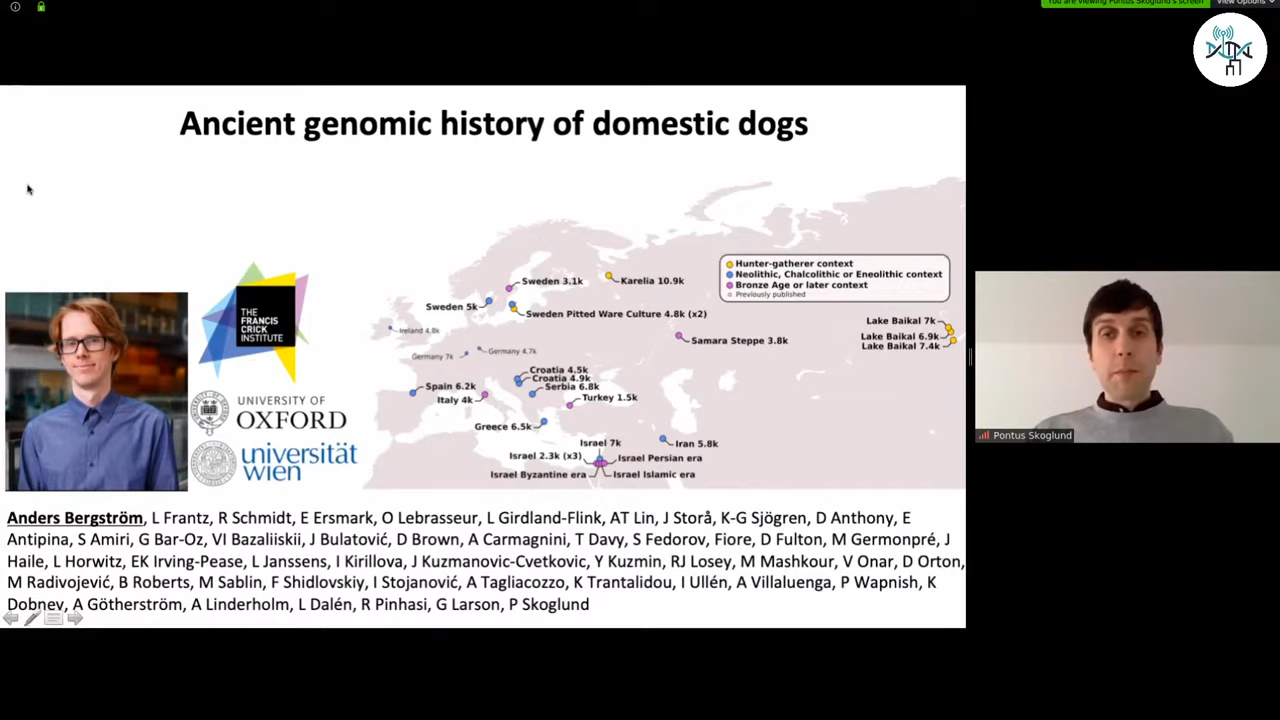 You are viewing Pontus Skoglund's screen
View Options
Ancient genomic history of domestic dogs
Hunter-gatherer context
Neolithic, Chalcolithic or Eneolithic context
Bronze Age or later context
Previously published
Sweden 3.1k
Karelia 10.9k
Sweden 5k
Sweden Pitted Ware Culture 4.8k (x2)
Lake Baikal 7k
Lake Baikal 6.9k
Lake Baikal 7.4k
Ireland 4.8k
Samara Steppe 3.8k
Germany 7k
Germany 4.7k
Croatia 4.5k
Croatia 4.9k
Serbia 6.8k
Spain 6.2k
Italy 4k
Turkey 1.5k
Greece 6.5k
Israel 7k
Iran 5.8k
Israel 2.3k (x3)
Israel Persian era
Israel Byzantine era
Israel Islamic era
THE
FRANCIS
CRICK
INSTITUTE
UNIVERSITY OF
OXFORD
universität
wien
Pontus Skoglund
Anders Bergström, L Frantz, R Schmidt, E Ersmark, O Lebrasseur, L Girdland-Flink, AT Lin, J Storå, K-G Sjögren, D Anthony, E
Antipina, S Amiri, G Bar-Oz, VI Bazaliiskii, J Bulatović, D Brown, A Carmagnini, T Davy, S Fedorov, Fiore, D Fulton, M Germonpré, J
Haile, L Horwitz, EK Irving-Pease, L Janssens, I Kirillova, J Kuzmanovic-Cvetkovic, Y Kuzmin, RJ Losey, M Mashkour, V Onar, D Orton,
M Radivojević, B Roberts, M Sablin, F Shidlovskiy, I Stojanović, A Tagliacozzo, K Trantalidou, I Ullén, A Villaluenga, P Wapnish, K
Dobney, A Götherström, A Linderholm, L Dalén, R Pinhasi, G Larson, P Skoglund